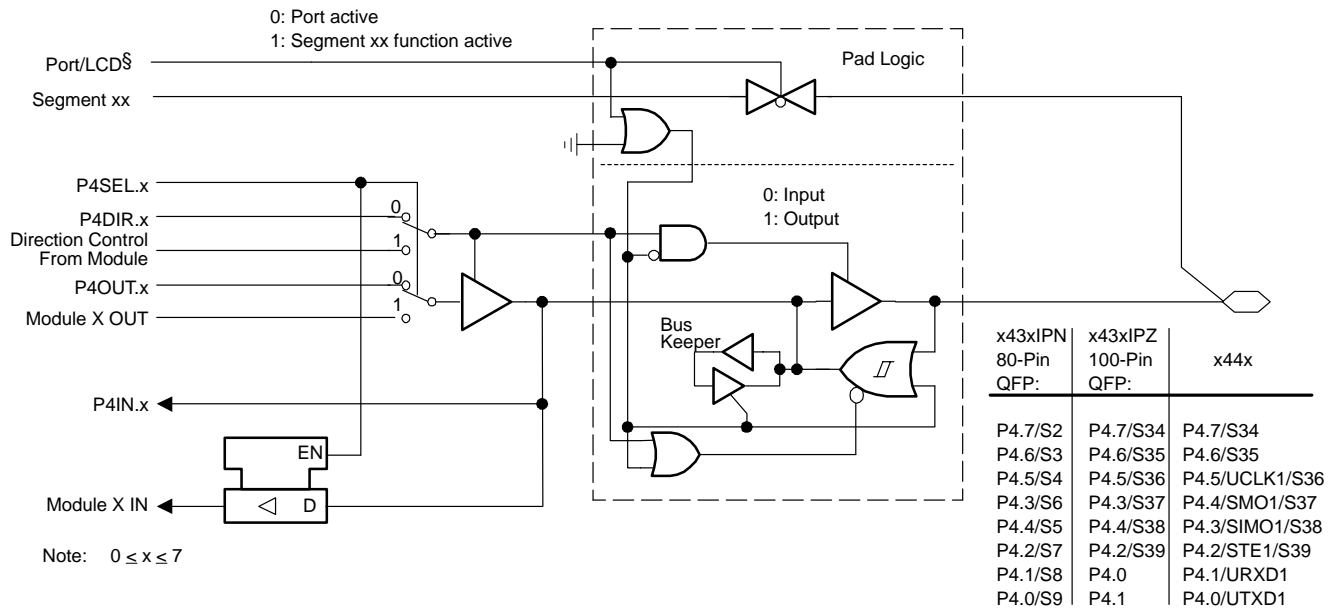 0: Port active
1: Segment xx function active
Pad Logic
Port/LCD§
Segment xx
P4SEL.x
0: Input
1: Output
P4DIR.x
0
Direction Control
From Module
1
P4OUT.x
0
Module X OUT
1
Bus
Keeper
P4IN.x
EN
Module X IN
D
Note: 0 ≤ x ≤ 7
x43xIPN x43xIPZ
80-Pin 100-Pin x44x
QFP: QFP:
P4.7/S2 P4.7/S34 P4.7/S34
P4.6/S3 P4.6/S35 P4.6/S35
P4.5/S4 P4.5/S36 P4.5/UCLK1/S36
P4.3/S6 P4.3/S37 P4.4/SMO1/S37
P4.4/S5 P4.4/S38 P4.3/SIMO1/S38
P4.2/S7 P4.2/S39 P4.2/STE1/S39
P4.1/S8 P4.0 P4.1/URXD1
P4.0/S9 P4.1 P4.0/UTXD1